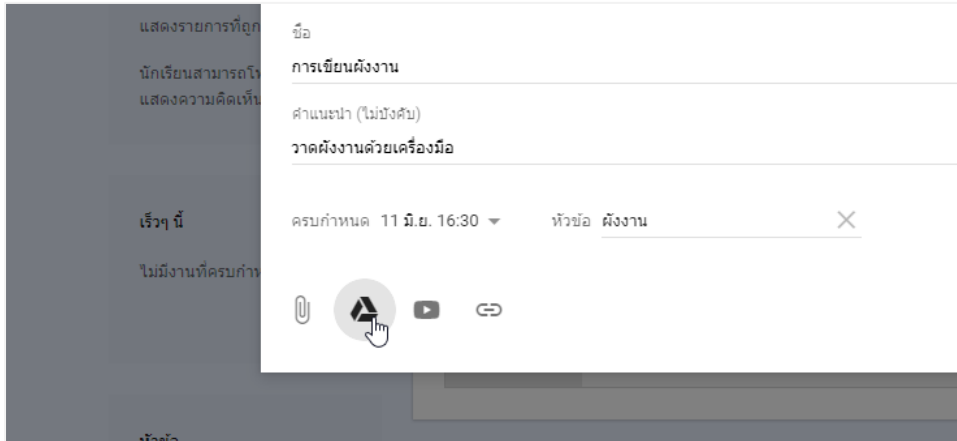 แสดงรายการที่ถูก
นักเรียนสามารถโ
แสดงความคิดเห็น
เร็วๆ นี้
ไม่มีงานที่ครบกำห
หัวข้อ
ชื่อ
การเขียนผังงาน
คำแนะนำ (ไม่บังคับ)
วาดผังงานด้วยเครื่องมือ
ครบกำหนด 11 มิ.ย. 16:30 หัวข้อ ผังงาน